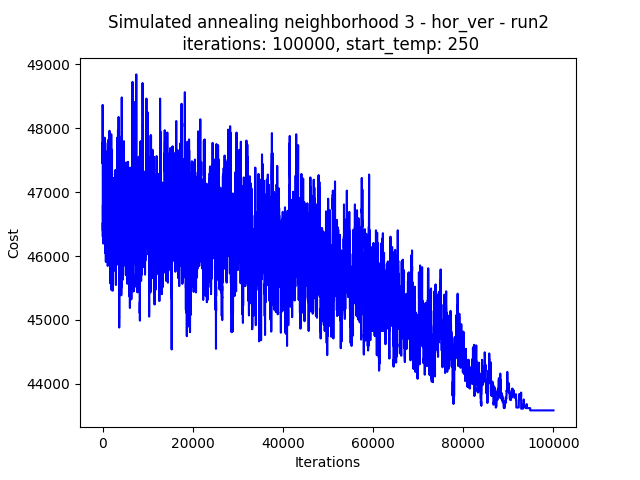 Simulated annealing neighborhood 3 - hor_ver - run2
iterations: 100000, start_temp: 250
49000
48000
47000
46000
45000
44000
Cost
0 20000 40000 60000 80000 100000
Iterations